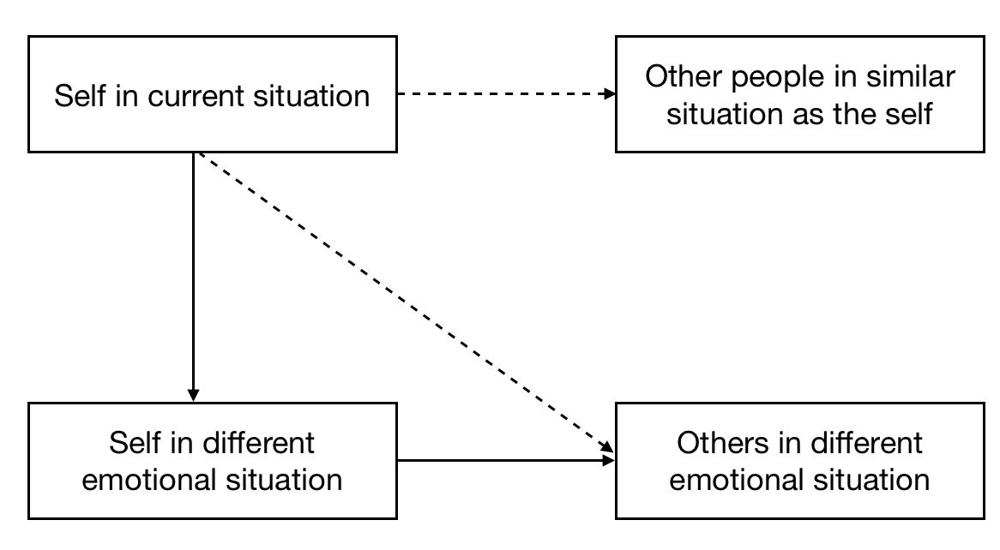 Self in current situation
Other people in similar
situation as the self
Self in different
emotional situation
Others in different
emotional situation